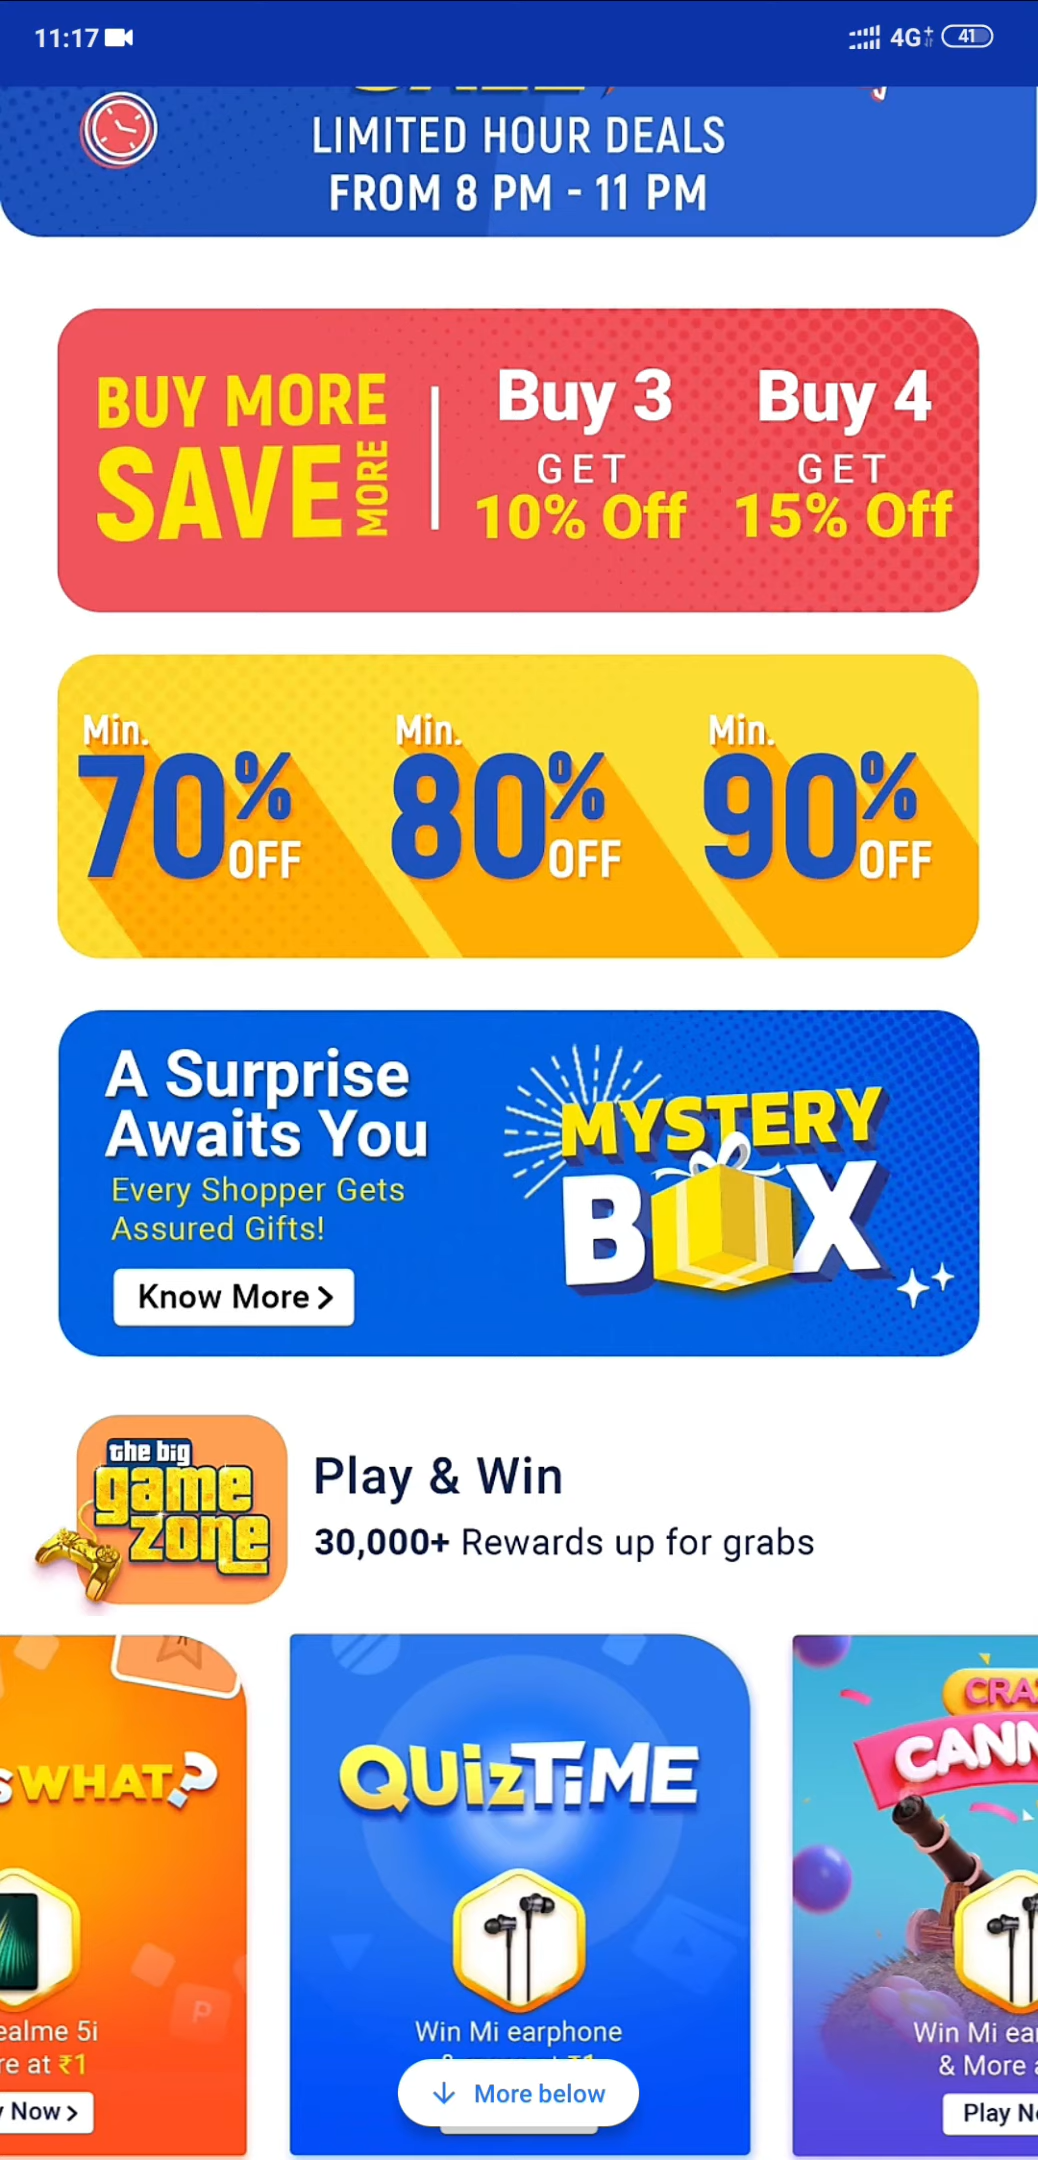 11:17
4G+
41
LIMITED HOUR DEALS
FROM 8 PM - 11 PM
BUY MORE
SAVE MORE
Buy 3
GET
10% Off
Buy 4
GET
15% Off
Min.
70%
OFF
Min.
80%
OFF
Min.
90%
OFF
A Surprise
Awaits You
Every Shopper Gets
Assured Gifts!
Know More >
MYSTERY
BOX
the big
game
zone
Play & Win
30,000+ Rewards up for grabs
WHAT?
5i
at ₹1
Now >
QUizTiME
Win Mi earphone
More below
Win Mi
& More
Play
P